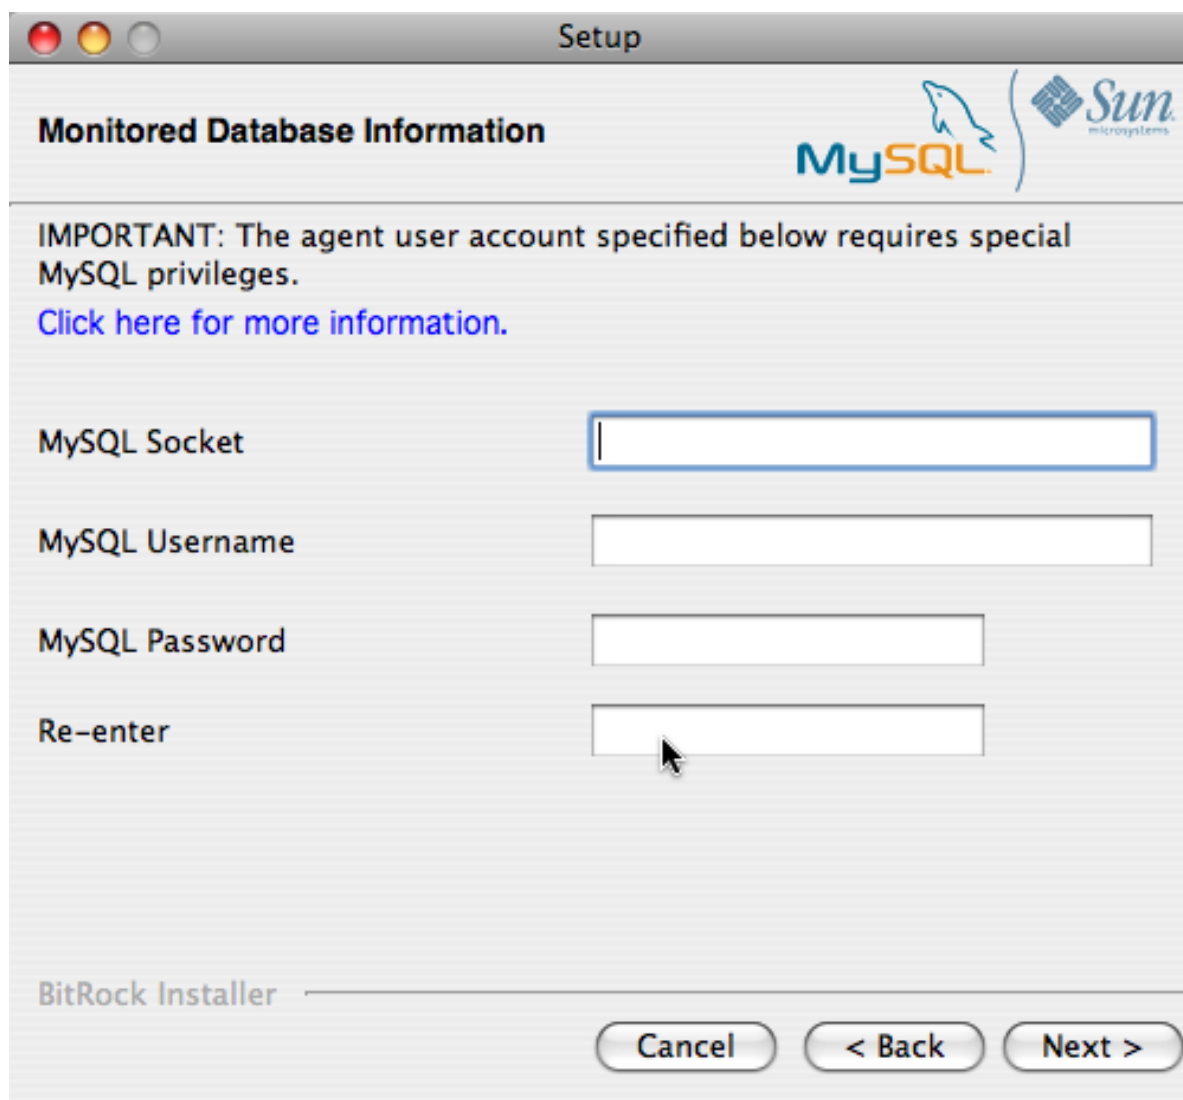 Setup
Monitored Database Information
MySQL
Sun
microsystems
IMPORTANT: The agent user account specified below requires special
MySQL privileges.
Click here for more information.
MySQL Socket
MySQL Username
MySQL Password
Re-enter
BitRock Installer
Cancel
< Back
Next >